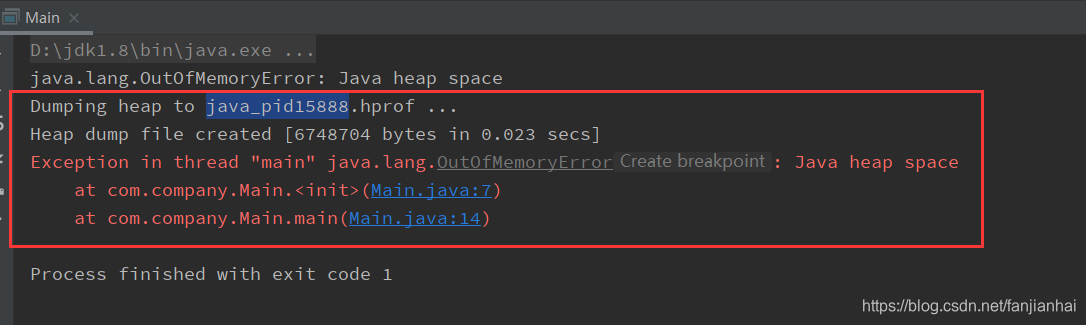 Main
D:\jdk1.8\bin\java.exe ...
java.lang.OutOfMemoryError: Java heap space
Dumping heap to java_pid15888.hprof ...
Heap dump file created [6748704 bytes in 0.023 secs]
Exception in thread "main" java.lang.OutOfMemoryError Create breakpoint : Java heap space
at com.company.Main.<init>(Main.java:7)
at com.company.Main.main(Main.java:14)
Process finished with exit code 1
https://blog.csdn.net/fanjianhai